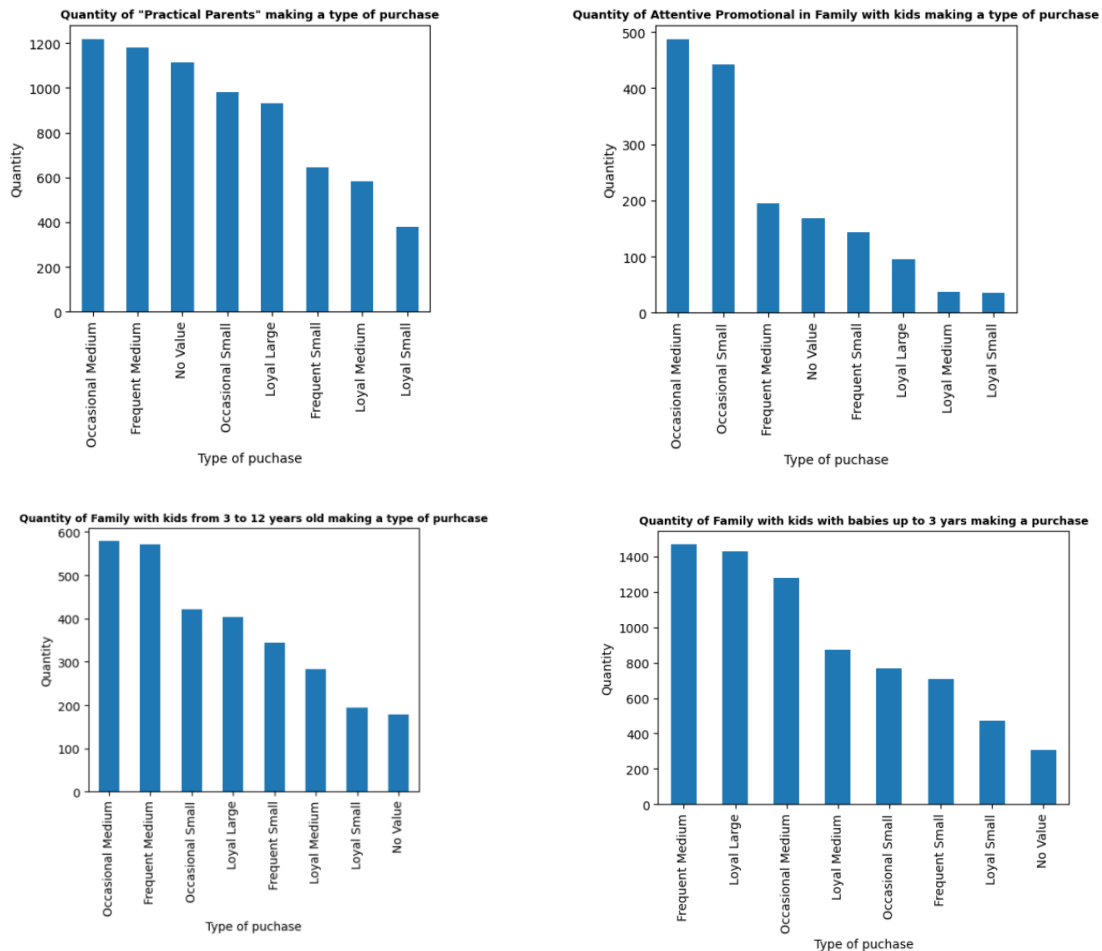 Quantity of "Practical Parents" making a type of purchase
1200
1000
800
600
400
200
0
Quantity
Occasional Medium
Frequent Medium
No Value
Occasional Small
Loyal Large
Frequent Small
Loyal Medium
Loyal Small
Type of puchase
Quantity of Attentive Promotional in Family with kids making a type of purchase
500
400
300
200
100
0
Quantity
Occasional Medium
Occasional Small
Frequent Medium
No Value
Frequent Small
Loyal Large
Loyal Medium
Loyal Small
Type of puchase
Quantity of Family with kids from 3 to 12 years old making a type of purhcase
600
500
400
300
200
100
0
Quantity
Occasional Medium
Frequent Medium
Occasional Small
Loyal Large
Frequent Small
Loyal Medium
Loyal Small
No Value
Type of puchase
Quantity of Family with kids with babies up to 3 yars making a purchase
1400
1200
1000
800
600
400
200
0
Quantity
Frequent Medium
Loyal Large
Occasional Medium
Loyal Medium
Occasional Small
Frequent Small
Loyal Small
No Value
Type of puchase